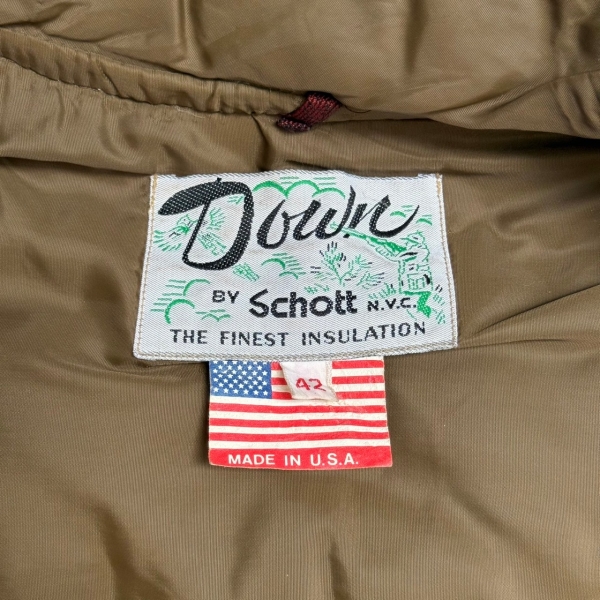 Down
BY Schott N.Y.C.
THE FINEST INSULATION
42
MADE IN U.S.A.